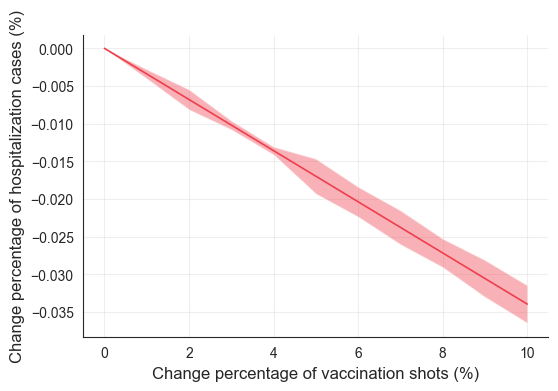 Change percentage of hospitalization cases (%)
0.000
−0.005
−0.010
−0.015
−0.020
−0.025
−0.030
−0.035
0 2 4 6 8 10
Change percentage of vaccination shots (%)